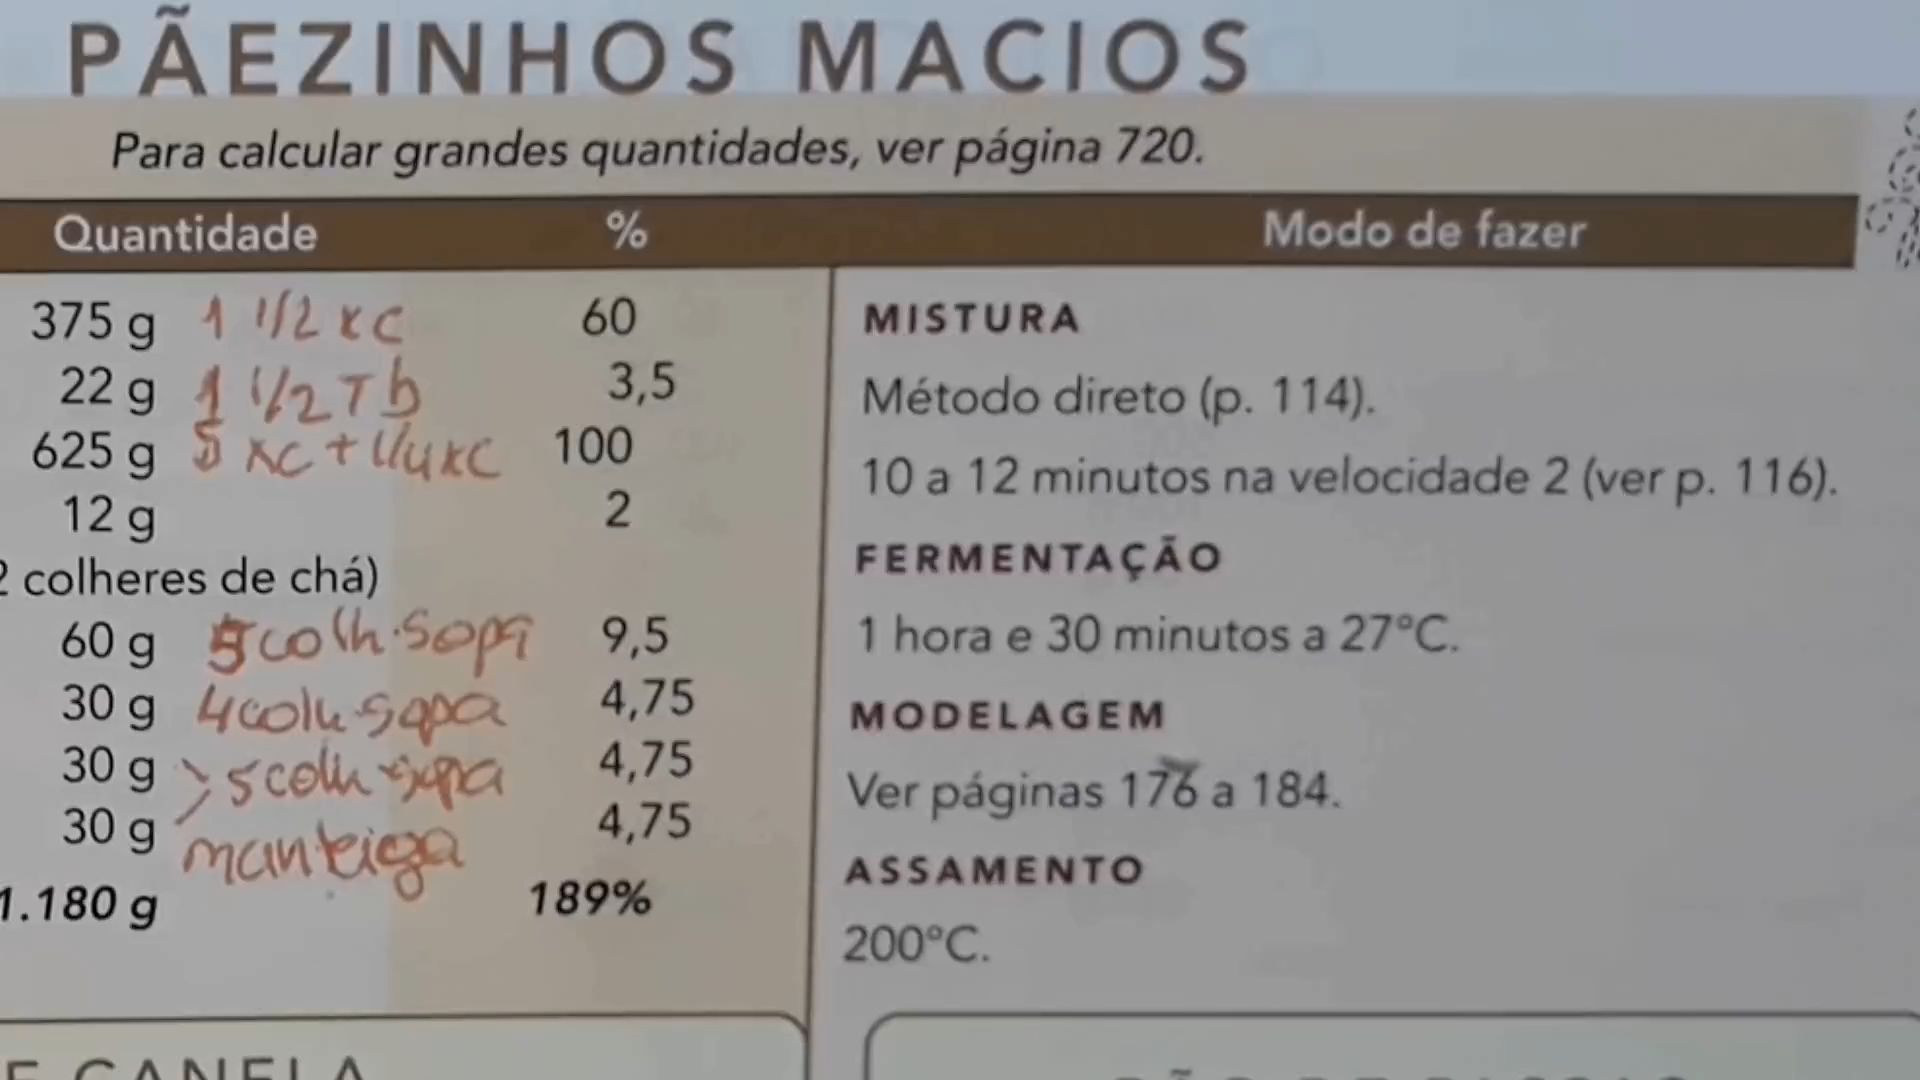 PÃEZINHOS MACIOS
Para calcular grandes quantidades, ver página 720.
Quantidade % Modo de fazer
375 g 1 1/2 xc 60
22 g 1 1/2 Tb 3,5
625 g 5 xc + 1/4 xc 100
12 g 2
2 colheres de chá)
60 g 5 colh. sopa 9,5
30 g 4 colh sopa 4,75
30 g > 5 colh sopa 4,75
30 g manteiga 4,75
1.180 g 189%
MISTURA
Método direto (p. 114).
10 a 12 minutos na velocidade 2 (ver p. 116).
FERMENTAÇÃO
1 hora e 30 minutos a 27°C.
MODELAGEM
Ver páginas 176 a 184.
ASSAMENTO
200°C.
E CANELA